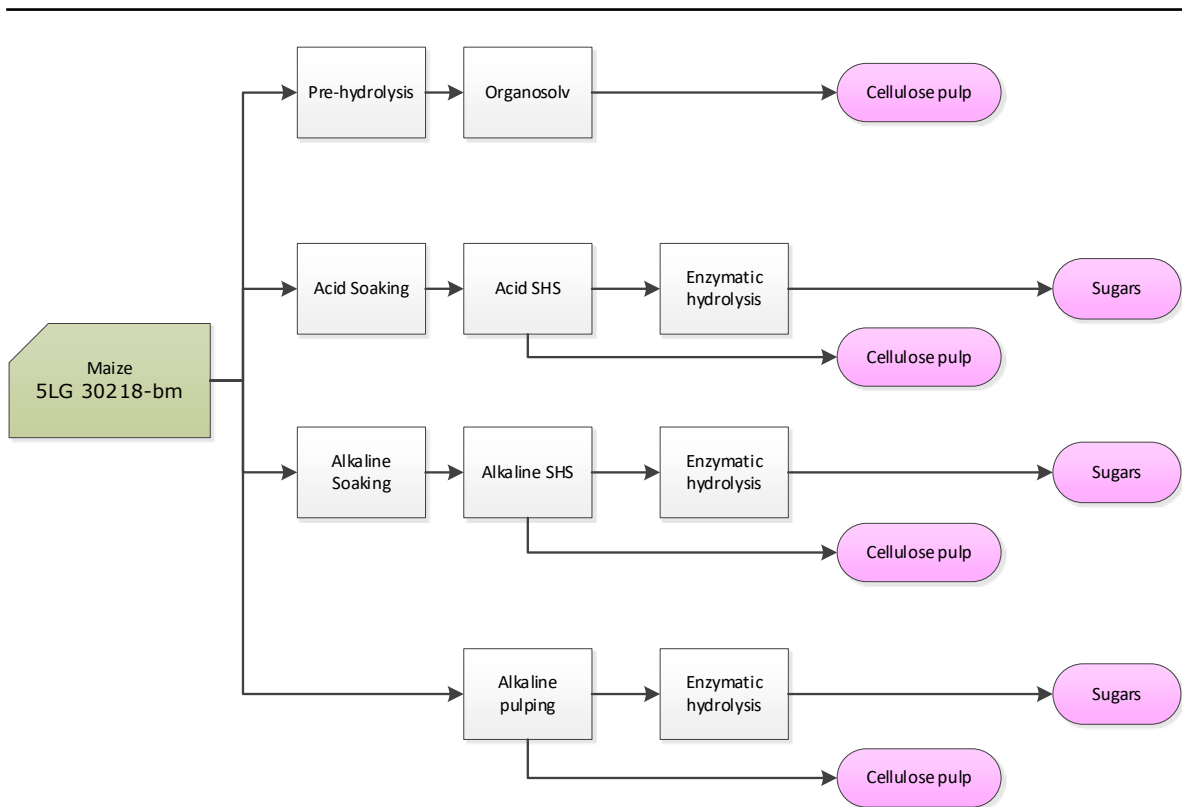 Pre-hydrolysis
Organosolv
Cellulose pulp
Acid Soaking
Acid SHS
Enzymatic
hydrolysis
Sugars
Cellulose pulp
Maize
5LG 30218-bm
Alkaline
Soaking
Alkaline SHS
Enzymatic
hydrolysis
Sugars
Cellulose pulp
Alkaline
pulping
Enzymatic
hydrolysis
Sugars
Cellulose pulp